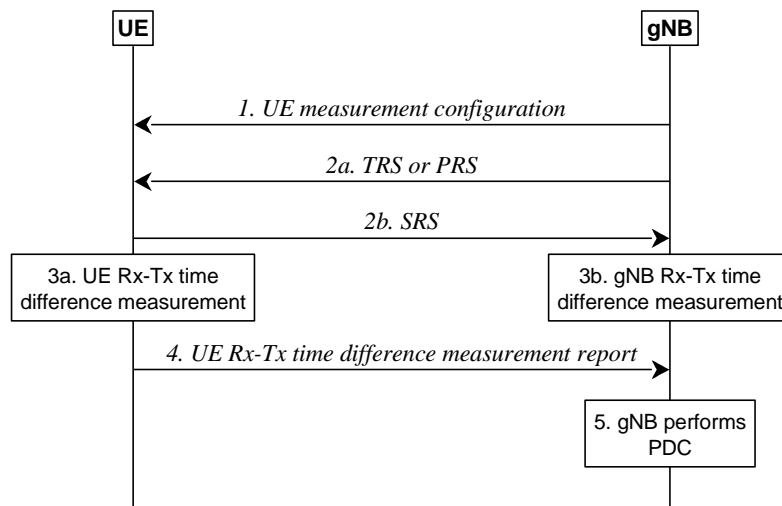 UE
gNB
1. UE measurement configuration
2a. TRS or PRS
2b. SRS
3a. UE Rx-Tx time
difference measurement
3b. gNB Rx-Tx time
difference measurement
4. UE Rx-Tx time difference measurement report
5. gNB performs
PDC